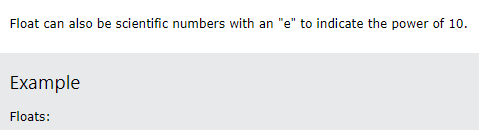 Float can also be scientific numbers with an "e" to indicate the power of 10.
Example
Floats: